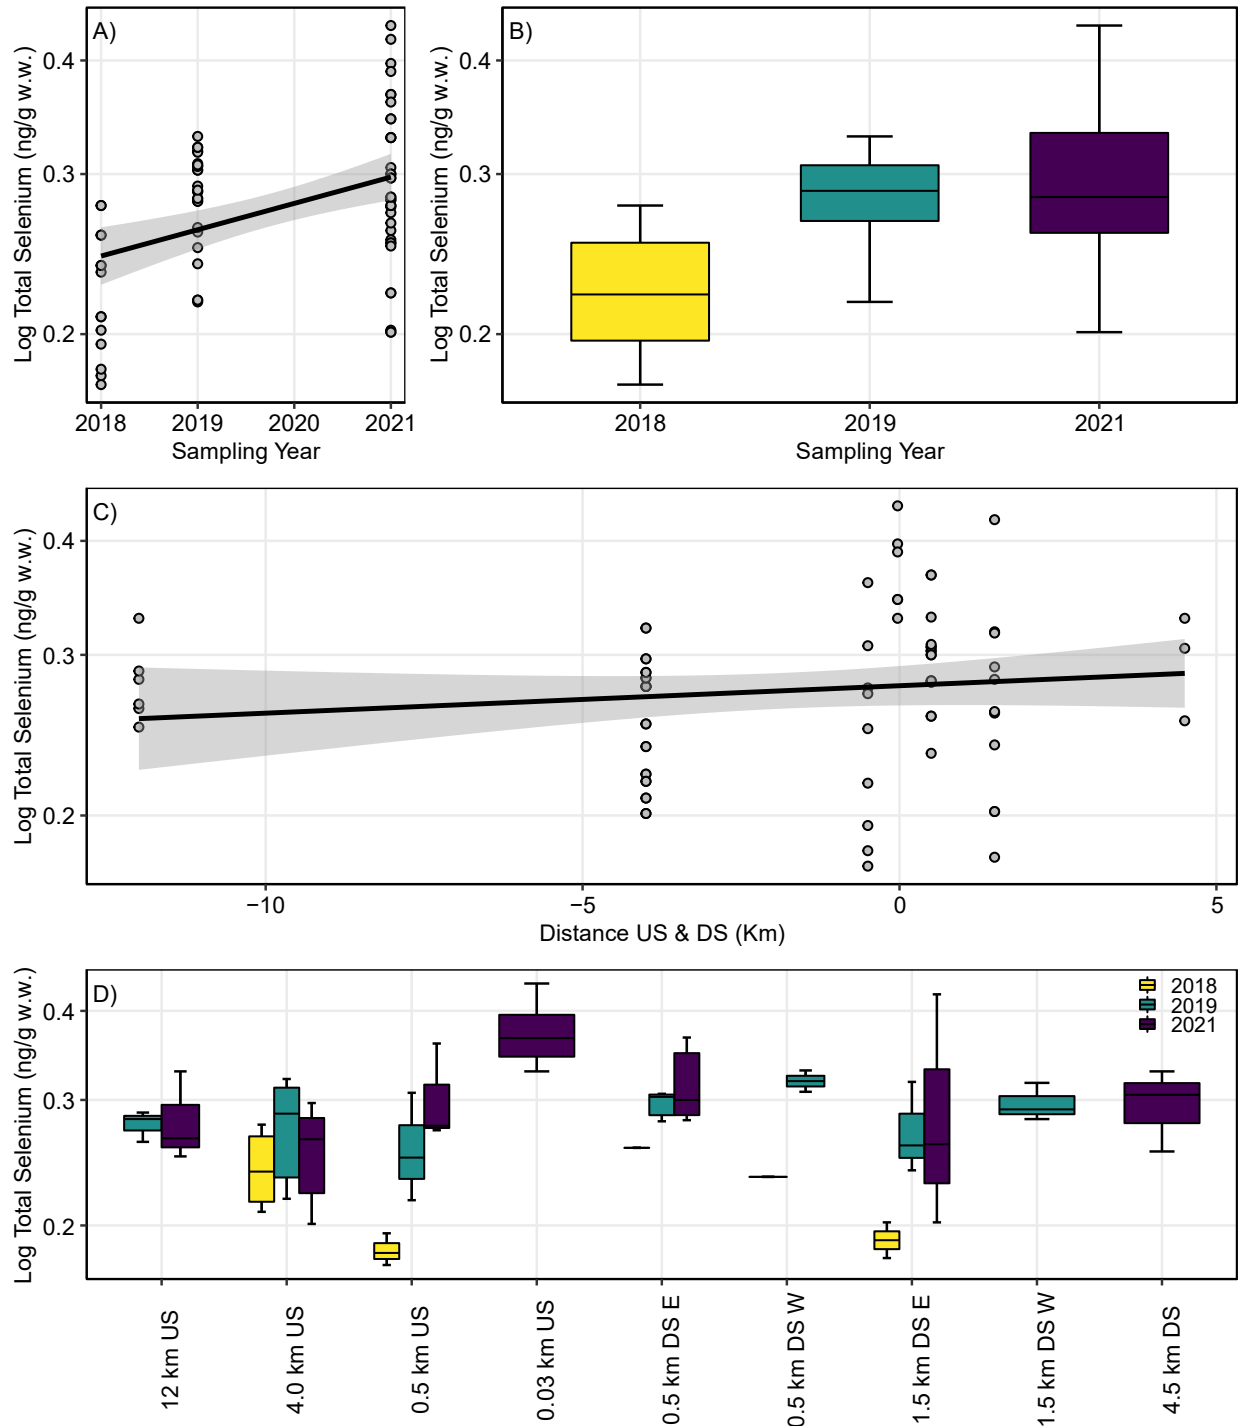 A)
Log Total Selenium (ng/g w.w.)
0.4
0.3
0.2
2018 2019 2020 2021
Sampling Year
B)
Log Total Selenium (ng/g w.w.)
0.4
0.3
0.2
2018 2019 2021
Sampling Year
C)
Log Total Selenium (ng/g w.w.)
0.4
0.3
0.2
−10 −5 0 5
Distance US & DS (Km)
D)
Log Total Selenium (ng/g w.w.)
0.4
0.3
0.2
2018
2019
2021
12 km US
4.0 km US
0.5 km US
0.03 km US
0.5 km DS E
0.5 km DS W
1.5 km DS E
1.5 km DS W
4.5 km DS